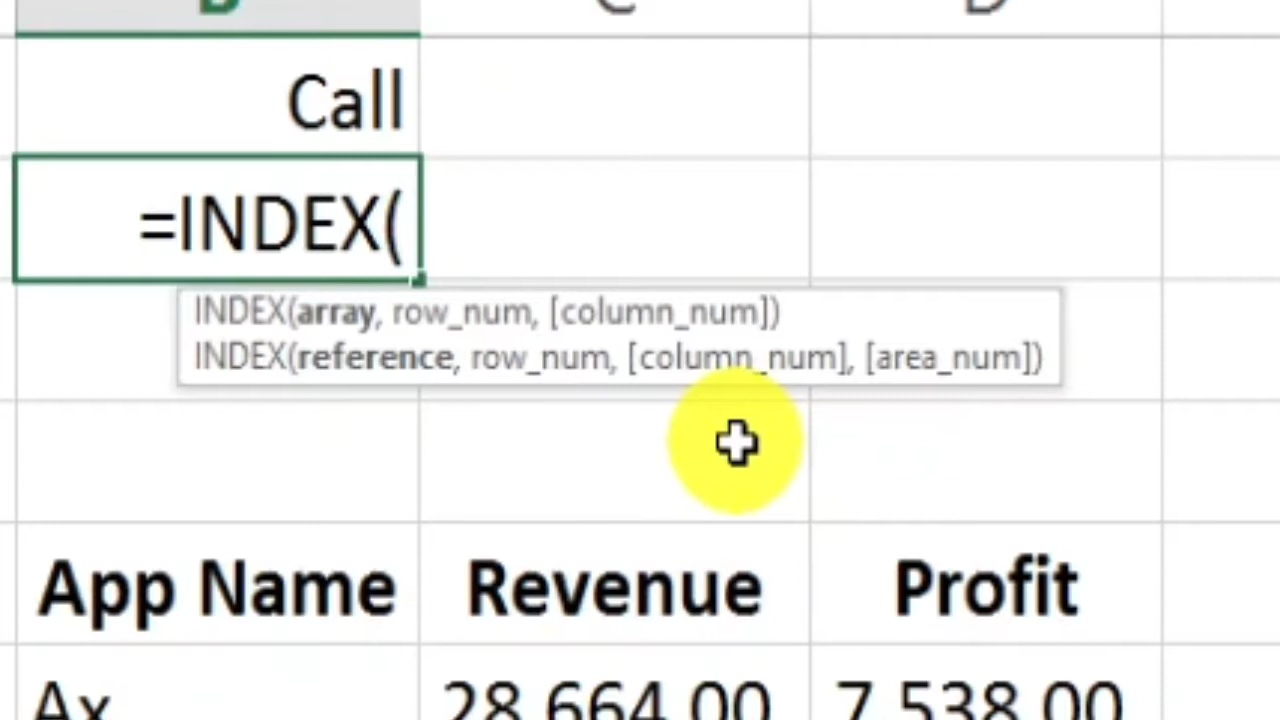 B C D
Call
=INDEX(
INDEX(array, row_num, [column_num])
INDEX(reference, row_num, [column_num], [area_num])
App Name Revenue Profit
Ax 28,664.00 7,538.00